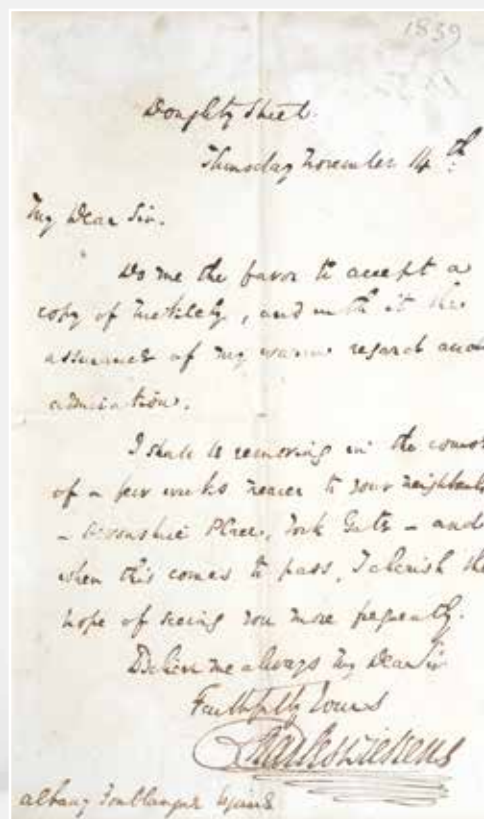 1839
Doughty Street.
Thursday November 14th.
My Dear Sir.
Do me the favor to accept a
copy of Nickleby, and with it the
assurance of my warm regard and
admiration.
I shall be removing in the course
of a few weeks nearer to your neighbourhood
- Devonshire Place, York Gate - and
when this comes to pass, I cherish the
hope of seeing you more frequently.
Believe me always My Dear Sir
Faithfully Yours
Charles Dickens
Albany Fonblanque Esquire